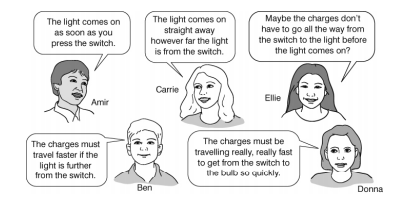 The light comes on
as soon as you
press the switch.
Amir
The light comes on
straight away
however far the light
is from the switch.
Carrie
Maybe the charges don't
have to go all the way from
the switch to the light before
the light comes on?
Ellie
The charges must
travel faster if the
light is further
from the switch.
Ben
The charges must be
travelling really, really fast
to get from the switch to
the bulb so quickly.
Donna